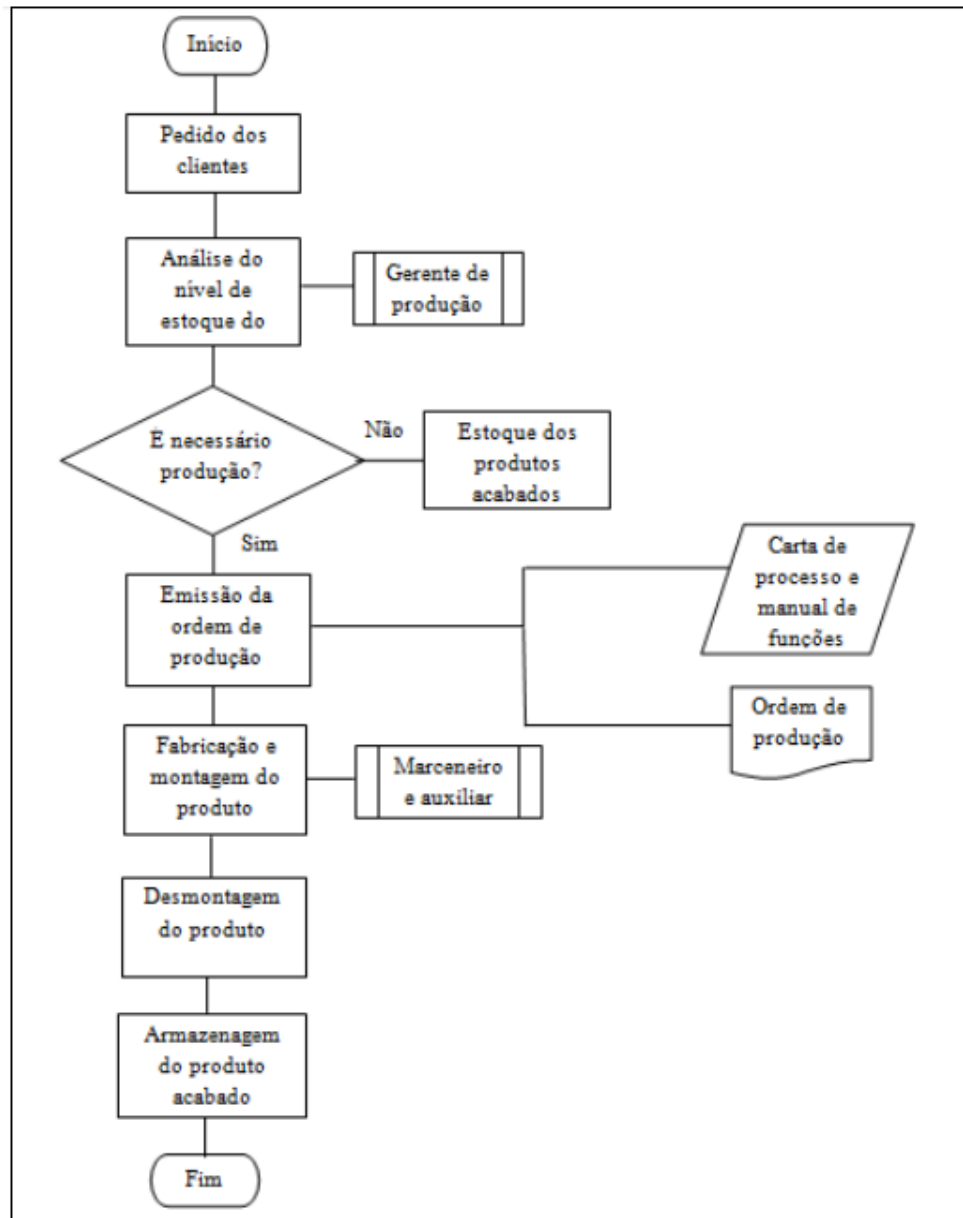 Início
Pedido dos
clientes
Análise do
nível de
estoque do
Gerente de
produção
É necessário
produção?
Não
Estoque dos
produtos
acabados
Sim
Emissão da
ordem de
produção
Carta de
processo e
manual de
funções
Ordem de
produção
Fabricação e
montagem do
produto
Marceneiro
e auxiliar
Desmontagem
do produto
Armazenagem
do produto
acabado
Fim